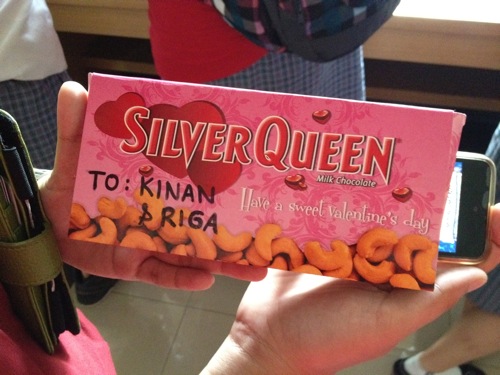 SILVERQUEEN
Milk Chocolate
TO: KINAN
& RIGA
Have a sweet valentine's day